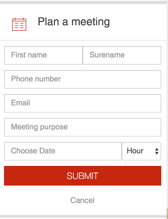 Plan a meeting
First name Surename
Phone number
Email
Meeting purpose
Choose Date Hour
SUBMIT
Cancel